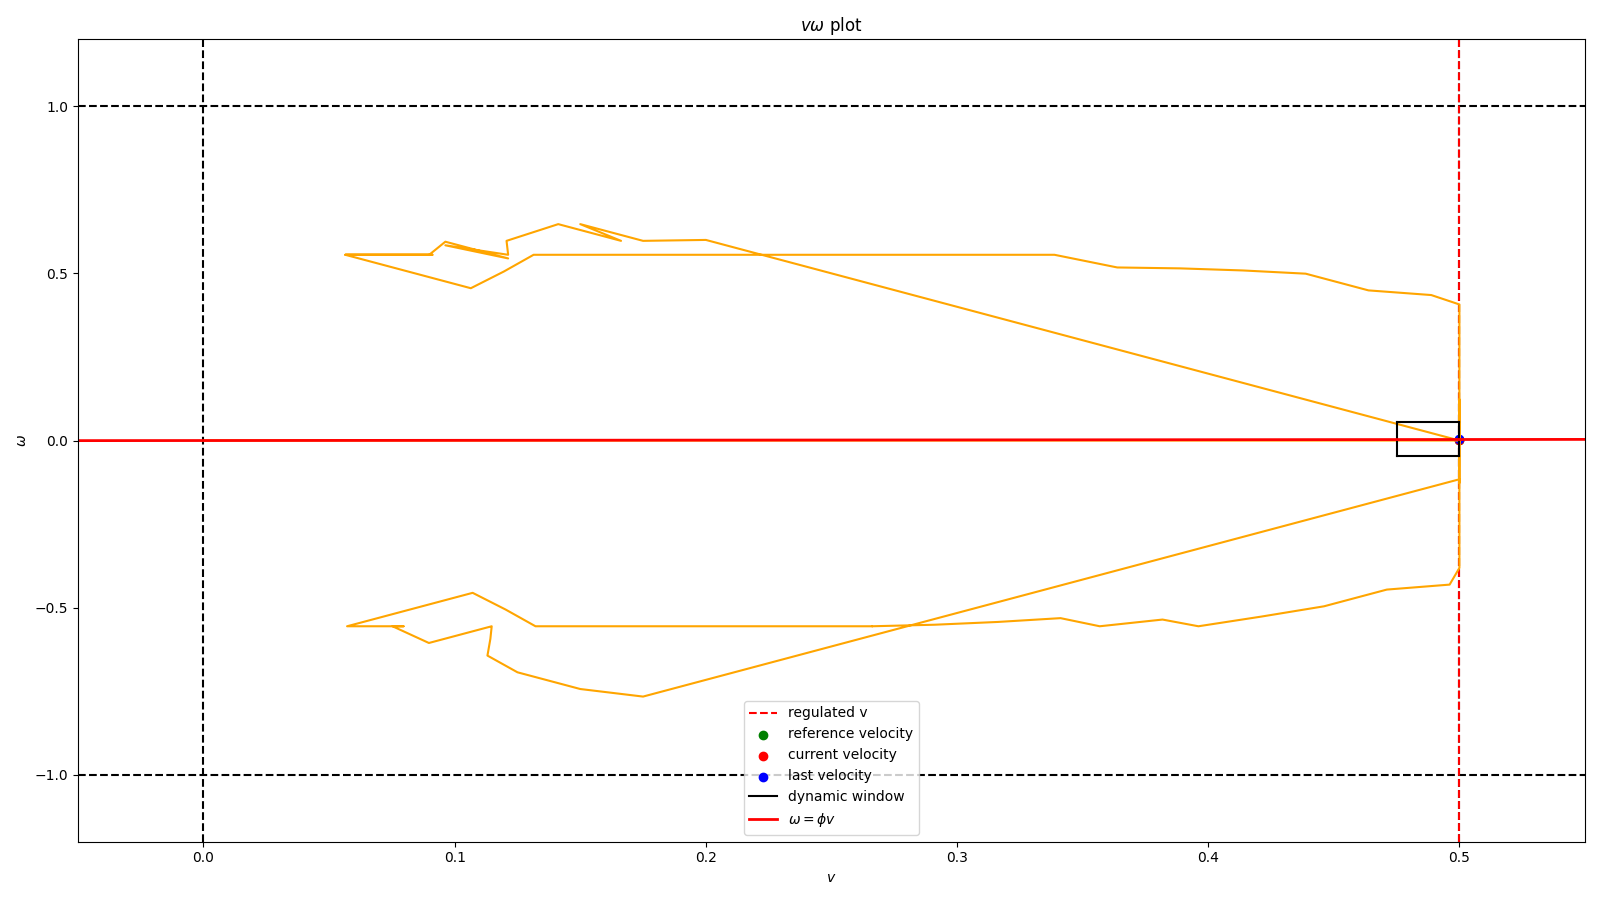 vω plot
1.0
0.5
0.0
−0.5
−1.0
ω
0.0
0.1
0.2
0.3
0.4
0.5
v
regulated v
reference velocity
current velocity
last velocity
dynamic window
ω = ϕv